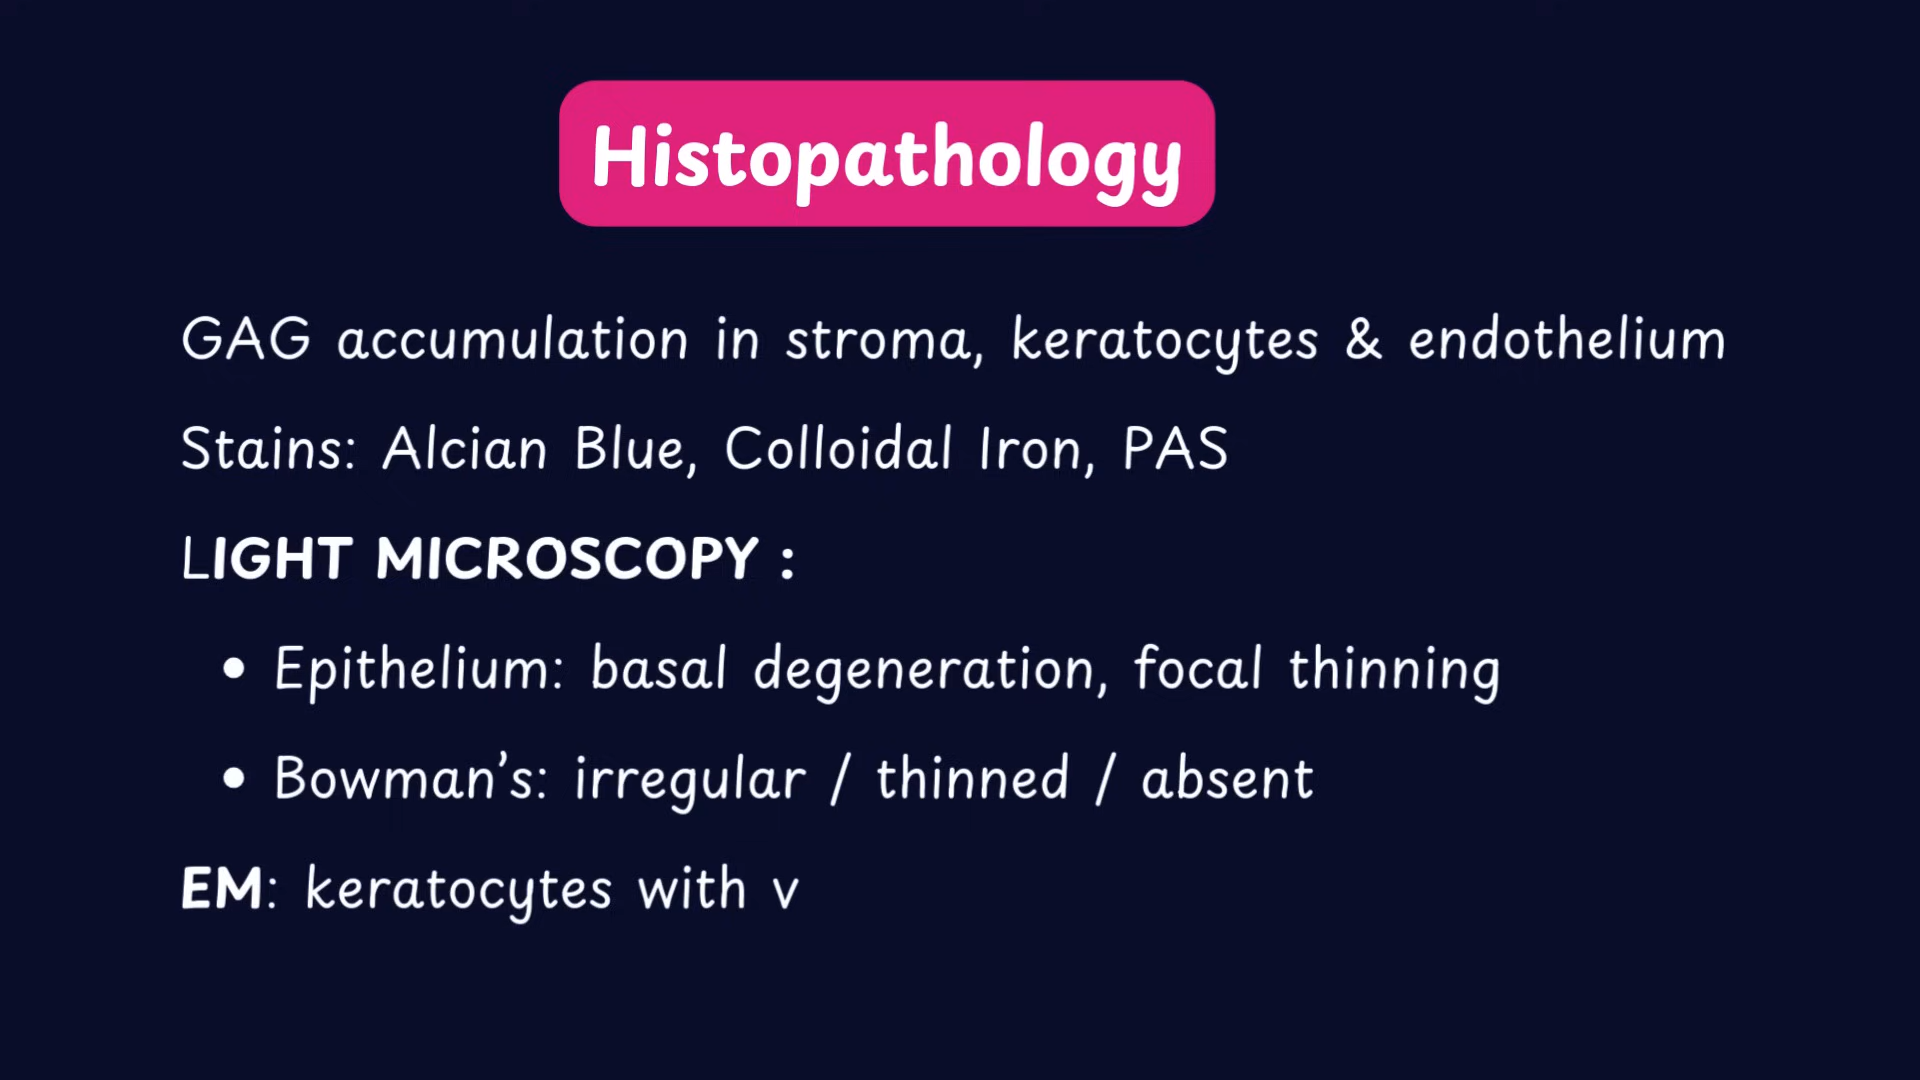 Histopathology
GAG accumulation in stroma, keratocytes & endothelium
Stains: Alcian Blue, Colloidal Iron, PAS
LIGHT MICROSCOPY :
• Epithelium: basal degeneration, focal thinning
• Bowman’s: irregular / thinned / absent
EM: keratocytes with v